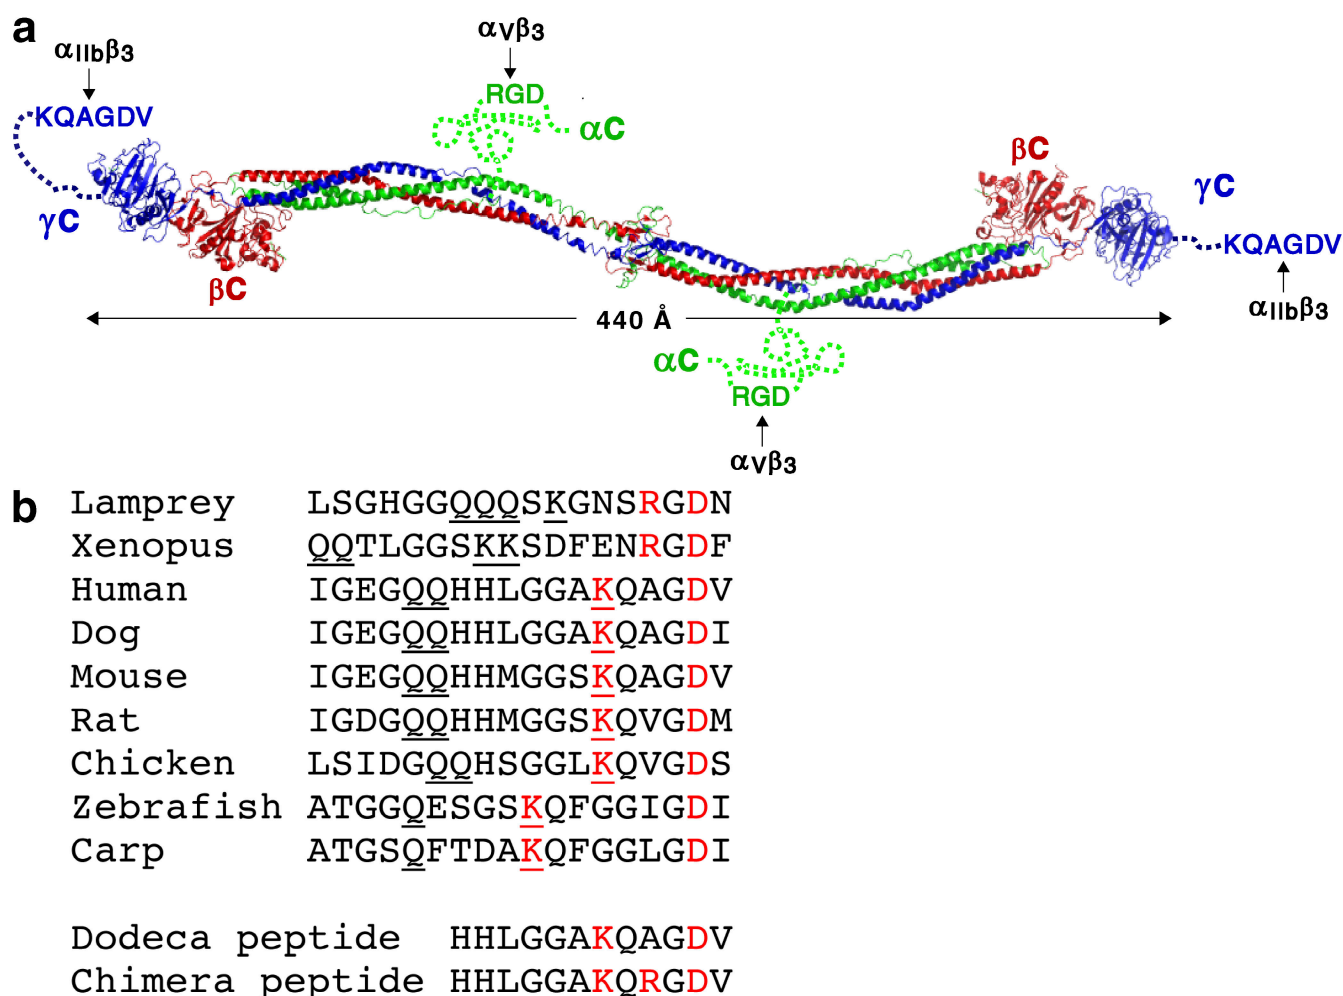 a
αIIbβ3
αVβ3
KQAGDV
RGD
αC
βC
γC
γC
KQAGDV
βC
αIIbβ3
440 Å
αC
RGD
αVβ3
b
Lamprey LSGHGGQQQSKGNSRGDN
Xenopus QQTLGGSKKSDFENRGDF
Human IGEGQQHHLGGAKQAGDV
Dog IGEGQQHHLGGAKQAGDI
Mouse IGEGQQHHMGGSKQAGDV
Rat IGDGQQHHMGGSKQVGDM
Chicken LSIDGQQHSGGLKQVGDS
Zebrafish ATGGQESGSKQFGGIGDI
Carp ATGSQFTDAKQFGGLGDI
Dodeca peptide HHLGGAKQAGDV
Chimera peptide HHLGGAKQRGDV